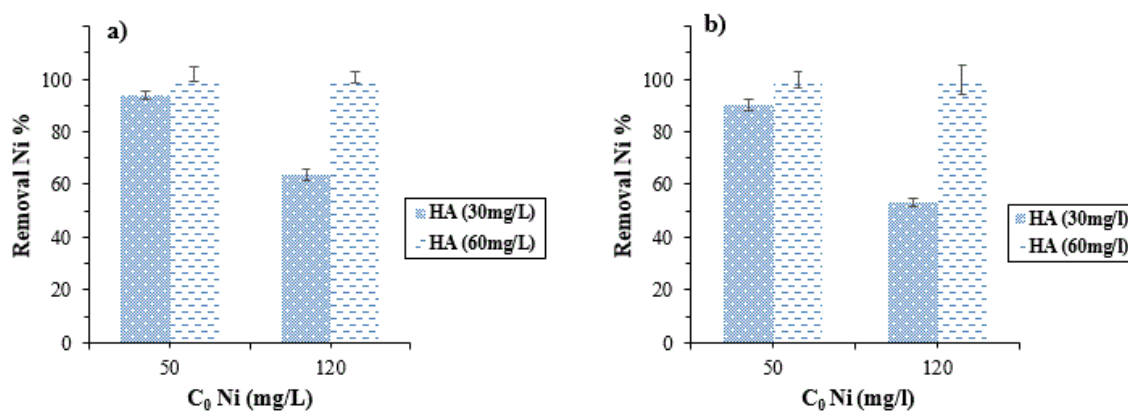 a)
Removal Ni %
100
80
60
40
20
0
50
120
C₀ Ni (mg/L)
HA (30mg/L)
HA (60mg/L)
b)
Removal Ni %
100
80
60
40
20
0
50
120
C₀ Ni (mg/l)
HA (30mg/l)
HA (60mg/l)